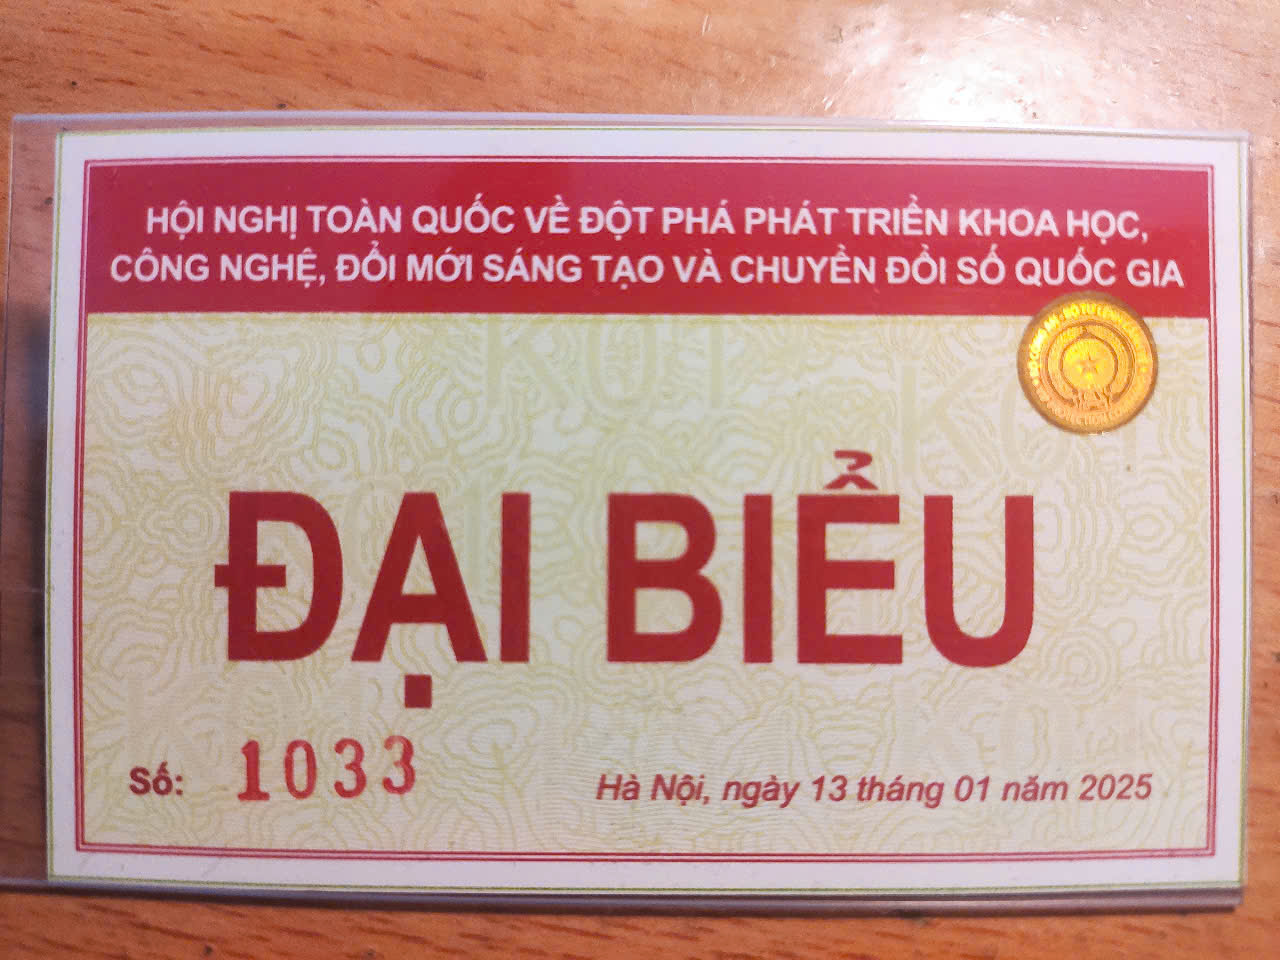 HỘI NGHỊ TOÀN QUỐC VỀ ĐỘT PHÁ PHÁT TRIỂN KHOA HỌC,
CÔNG NGHỆ, ĐỔI MỚI SÁNG TẠO VÀ CHUYỂN ĐỔI SỐ QUỐC GIA
ĐẠI BIỂU
Số: 1033
Hà Nội, ngày 13 tháng 01 năm 2025